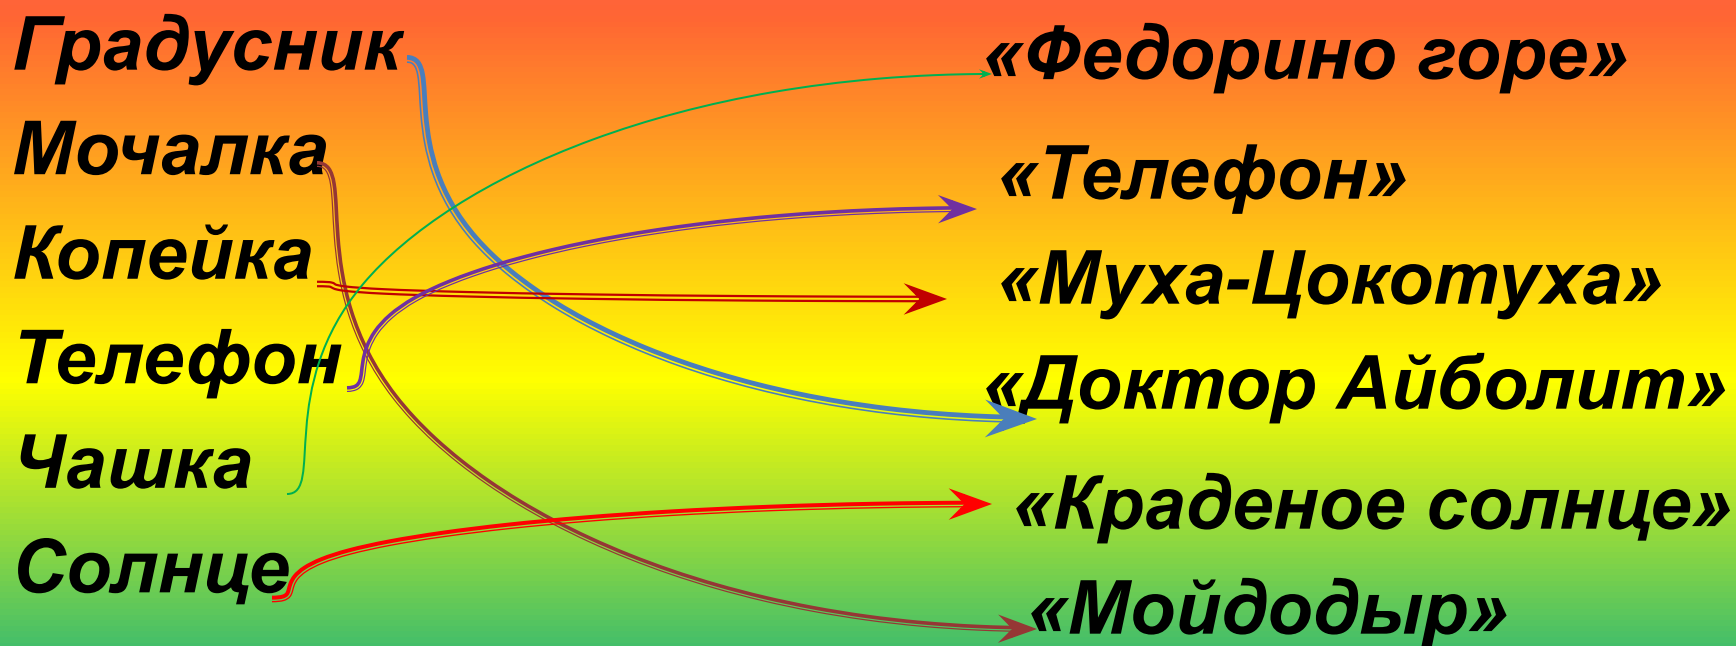 Градусник
Мочалка
Копейка
Телефон
Чашка
Солнце
«Федорино горе»
«Телефон»
«Муха-Цокотуха»
«Доктор Айболит»
«Краденое солнце»
«Мойдодыр»